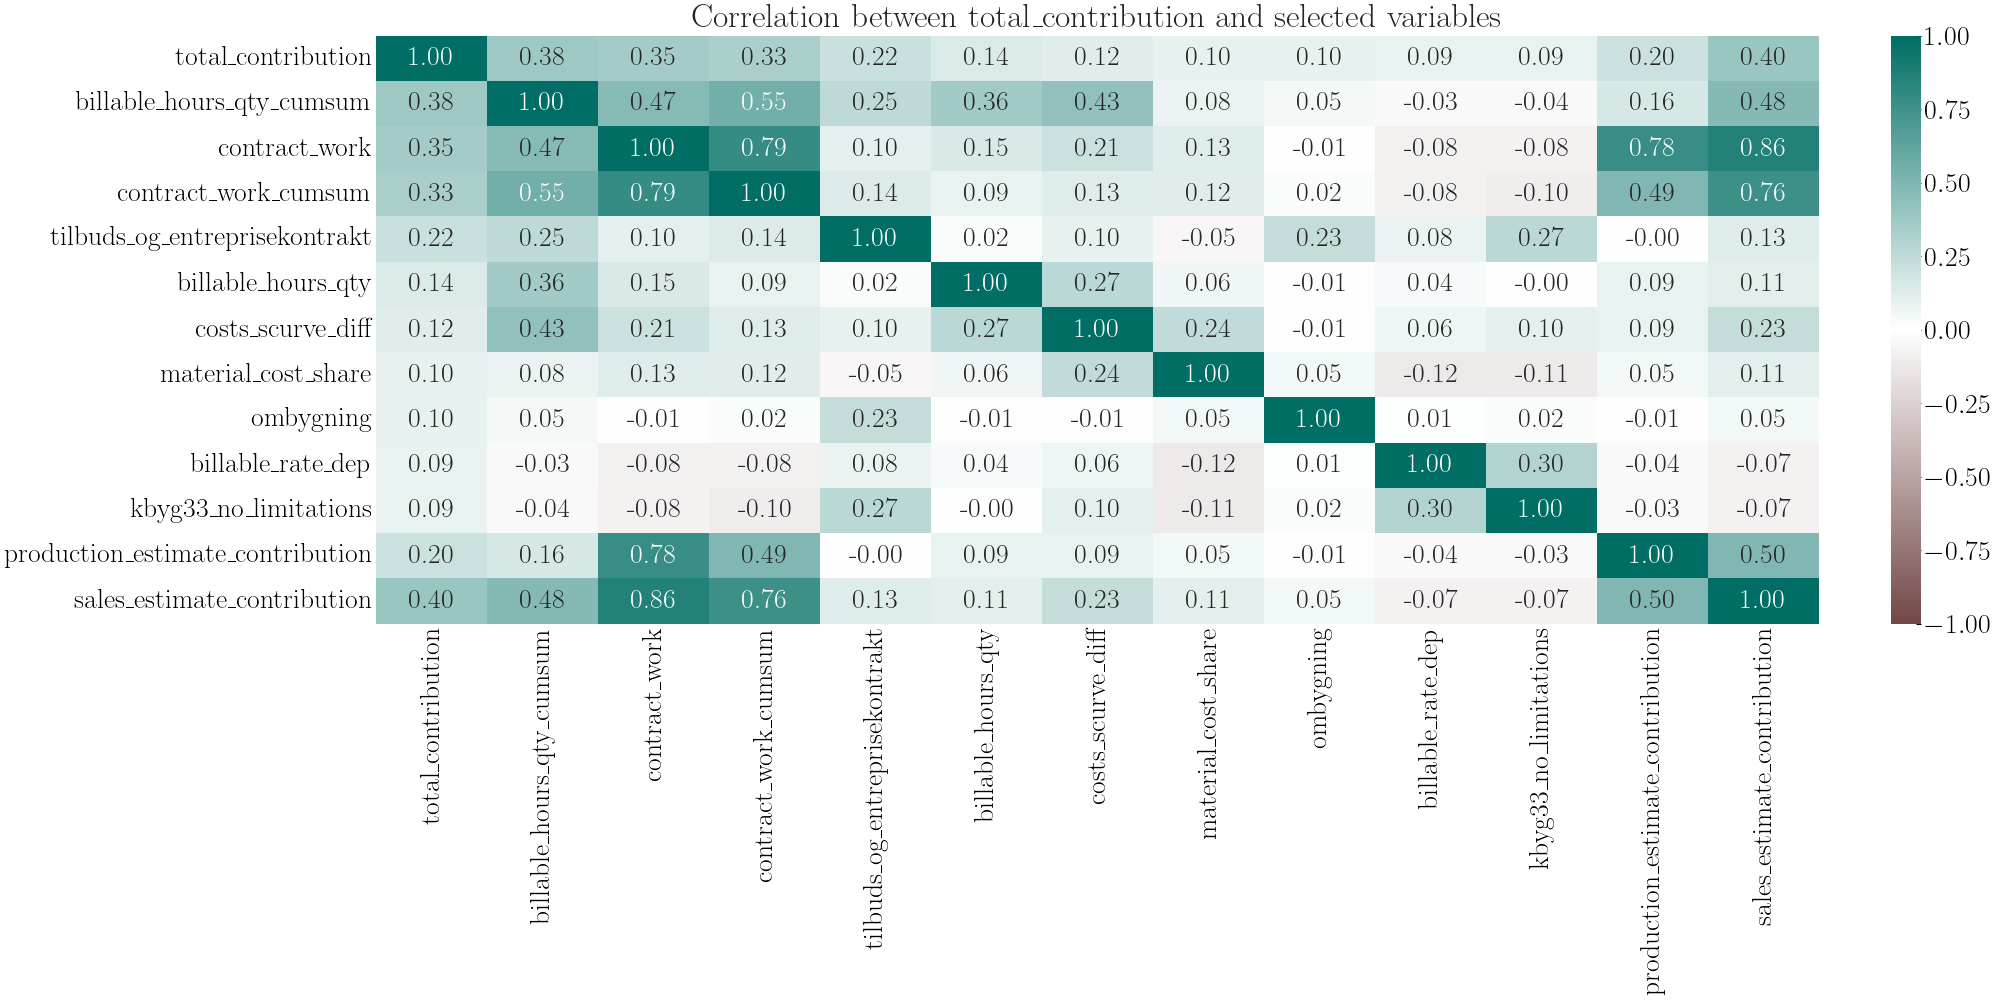 Correlation between total_contribution and selected variables
total_contribution 1.00 0.38 0.35 0.33 0.22 0.14 0.12 0.10 0.10 0.09 0.09 0.20 0.40
billable_hours_qty_cumsum 0.38 1.00 0.47 0.55 0.25 0.36 0.43 0.08 0.05 -0.03 -0.04 0.16 0.48
contract_work 0.35 0.47 1.00 0.79 0.10 0.15 0.21 0.13 -0.01 -0.08 -0.08 0.78 0.86
contract_work_cumsum 0.33 0.55 0.79 1.00 0.14 0.09 0.13 0.12 0.02 -0.08 -0.10 0.49 0.76
tilbuds_og_entreprisekontrakt 0.22 0.25 0.10 0.14 1.00 0.02 0.10 -0.05 0.23 0.08 0.27 -0.00 0.13
billable_hours_qty 0.14 0.36 0.15 0.09 0.02 1.00 0.27 0.06 -0.01 0.04 -0.00 0.09 0.11
costs_scurve_diff 0.12 0.43 0.21 0.13 0.10 0.27 1.00 0.24 -0.01 0.06 0.10 0.09 0.23
material_cost_share 0.10 0.08 0.13 0.12 -0.05 0.06 0.24 1.00 0.05 -0.12 -0.11 0.05 0.11
ombygning 0.10 0.05 -0.01 0.02 0.23 -0.01 -0.01 0.05 1.00 0.01 0.02 -0.01 0.05
billable_rate_dep 0.09 -0.03 -0.08 -0.08 0.08 0.04 0.06 -0.12 0.01 1.00 0.30 -0.04 -0.07
kbyg33_no_limitations 0.09 -0.04 -0.08 -0.10 0.27 -0.00 0.10 -0.11 0.02 0.30 1.00 -0.03 -0.07
production_estimate_contribution 0.20 0.16 0.78 0.49 -0.00 0.09 0.09 0.05 -0.01 -0.04 -0.03 1.00 0.50
sales_estimate_contribution 0.40 0.48 0.86 0.76 0.13 0.11 0.23 0.11 0.05 -0.07 -0.07 0.50 1.00
total_contribution
billable_hours_qty_cumsum
contract_work
contract_work_cumsum
tilbuds_og_entreprisekontrakt
billable_hours_qty
costs_scurve_diff
material_cost_share
ombygning
billable_rate_dep
kbyg33_no_limitations
production_estimate_contribution
sales_estimate_contribution
1.00
0.75
0.50
0.25
0.00
−0.25
−0.50
−0.75
−1.00